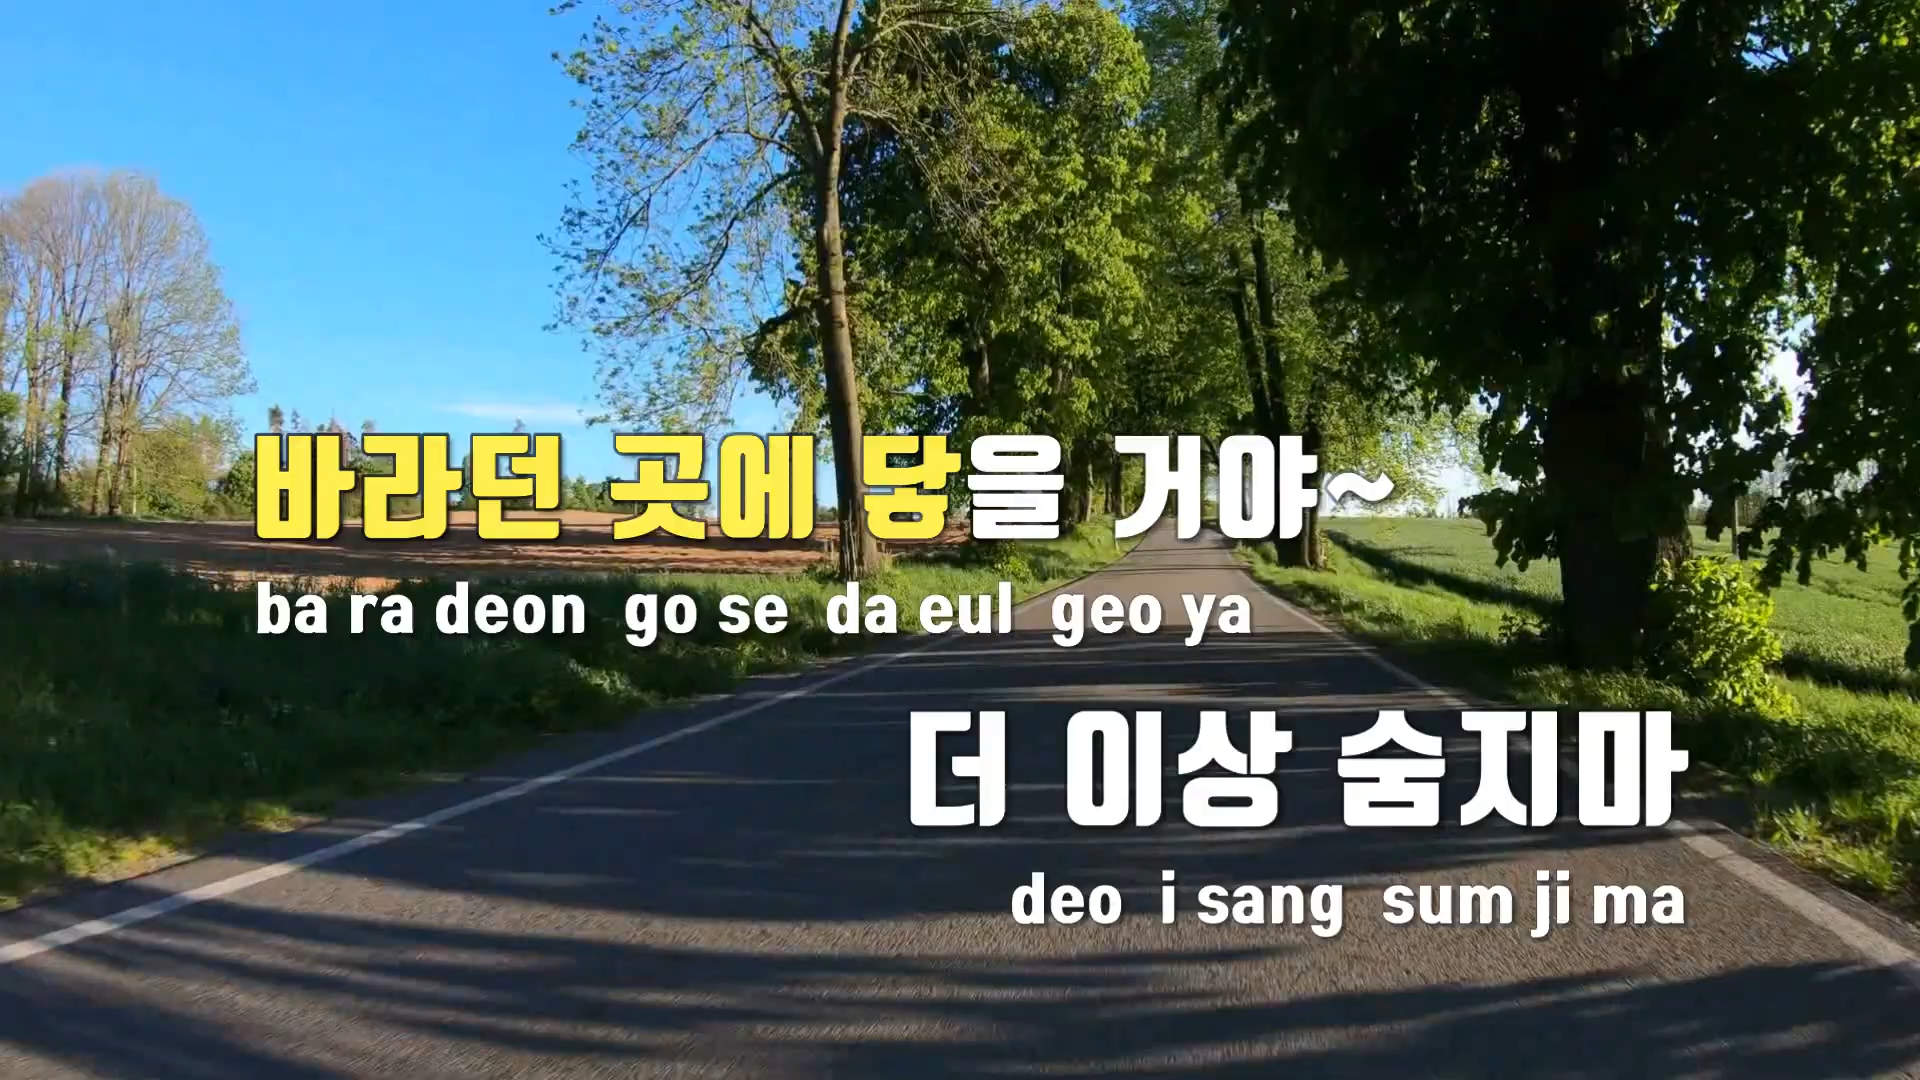 바라던 곳에 닿을 거야~
ba ra deon go se da eul geo ya
더 이상 숨지마
deo i sang sum ji ma